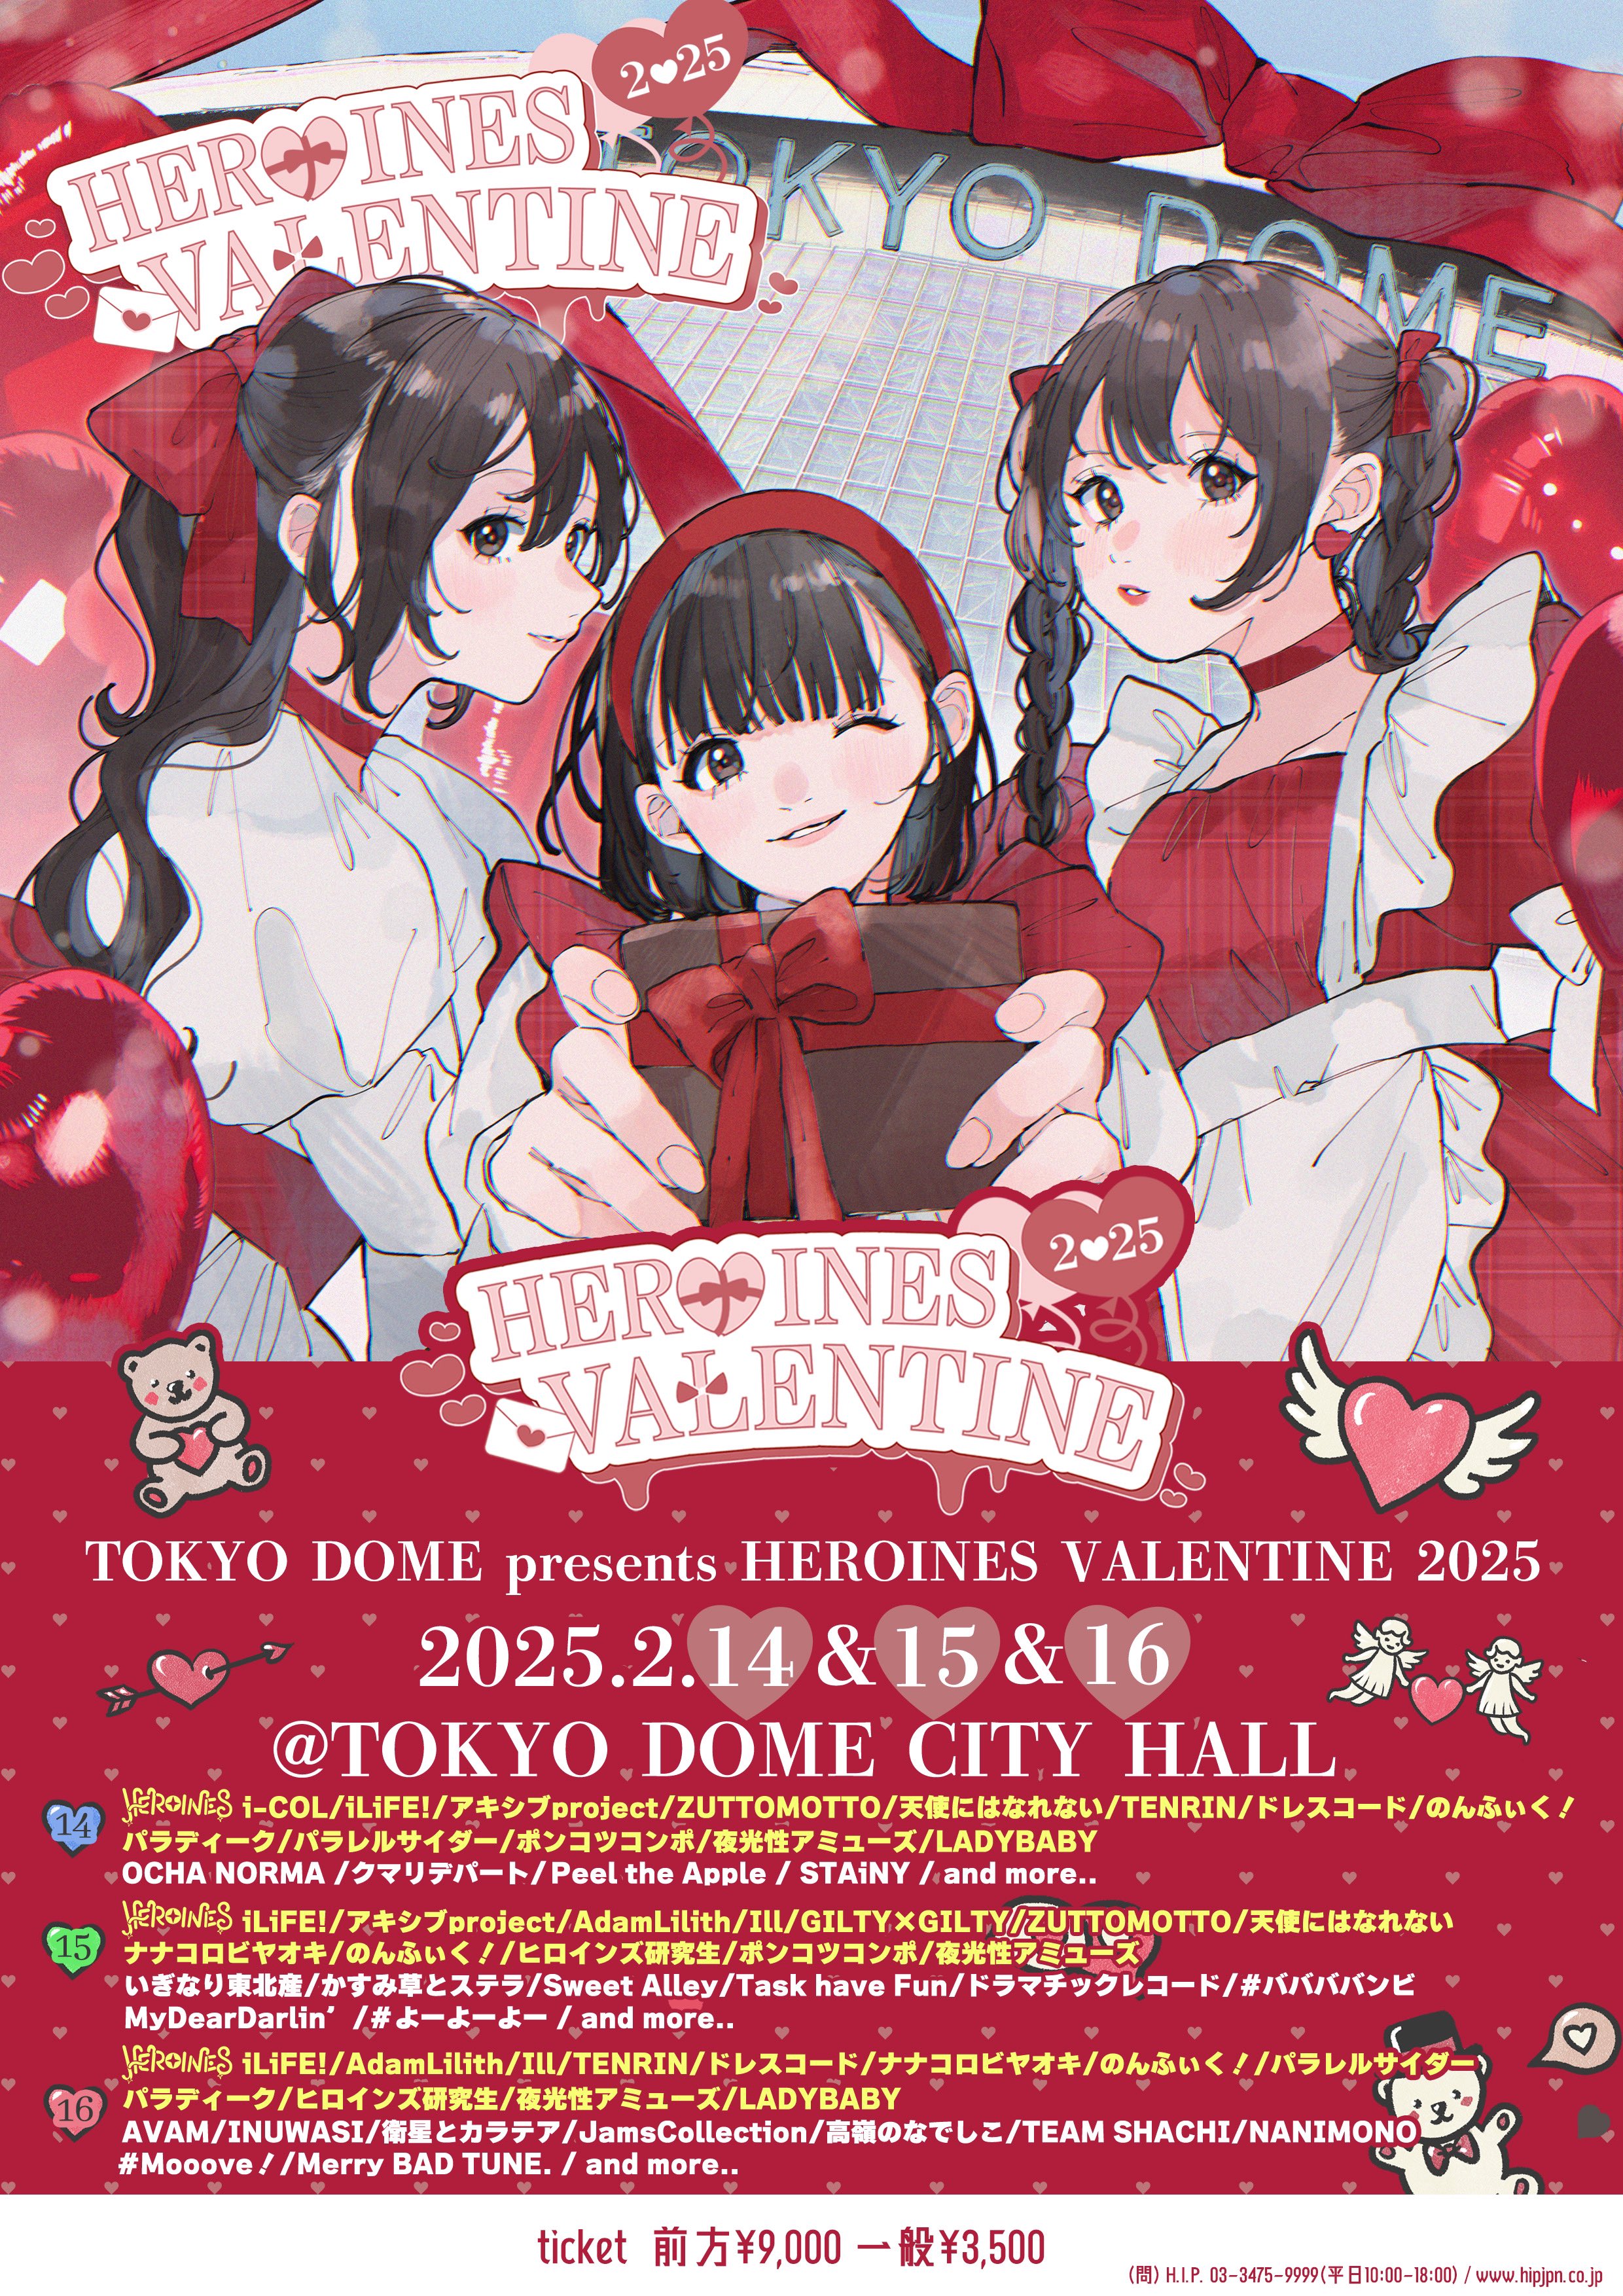 2025
HEROINES
VALENTINE
TOKYO DOME
2025
HEROINES
VALENTINE
TOKYO DOME presents HEROINES VALENTINE 2025
2025.2.14&15&16
@TOKYO DOME CITY HALL
14 HEROINES i-COL/iLiFE!/アキシブproject/ZUTTOMOTTO/天使にはなれない/TENRIN/ドレスコード/のんふぃく!
パラディーク/パラレルサイダー/ポンコツコンポ/夜光性アミューズ/LADYBABY
OCHA NORMA /クマリデパート/Peel the Apple / STAiNY / and more..
15 HEROINES iLiFE!/アキシブproject/AdamLilith/Ill/GILTY×GILTY/ZUTTOMOTTO/天使にはなれない
ナナコロビヤオキ/のんふぃく!/ヒロインズ研究生/ポンコツコンポ/夜光性アミューズ
いぎなり東北産/かすみ草とステラ/Sweet Alley/Task have Fun/ドラマチックレコード/#ババババンビ
MyDearDarlin’ /#よーよーよー / and more..
16 HEROINES iLiFE!/AdamLilith/Ill/TENRIN/ドレスコード/ナナコロビヤオキ/のんふぃく!/パラレルサイダー
パラディーク/ヒロインズ研究生/夜光性アミューズ/LADYBABY
AVAM/INUWASI/衛星とカラテア/JamsCollection/高嶺のなでしこ/TEAM SHACHI/NANIMONO
#Mooove!/Merry BAD TUNE. / and more..
ticket 前方¥9,000 一般¥3,500
(問) H.I.P. 03-3475-9999(平日10:00-18:00) / www.hipjpn.co.jp